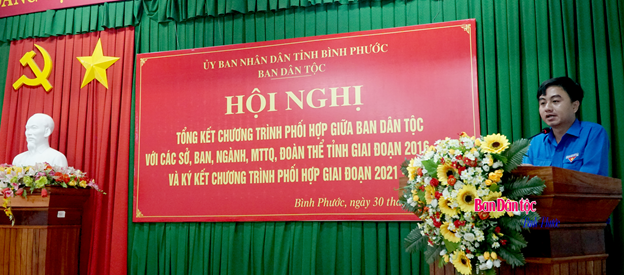 ỦY BAN NHÂN DÂN TỈNH BÌNH PHƯỚC
BAN DÂN TỘC
HỘI NGHỊ
TỔNG KẾT CHƯƠNG TRÌNH PHỐI HỢP GIỮA BAN DÂN TỘC
VỚI CÁC SỞ, BAN, NGÀNH, MTTQ, ĐOÀN THỂ TỈNH GIAI ĐOẠN 2016
VÀ KÝ KẾT CHƯƠNG TRÌNH PHỐI HỢP GIAI ĐOẠN 2021
Bình Phước, ngày 30
Ban Dân tộc